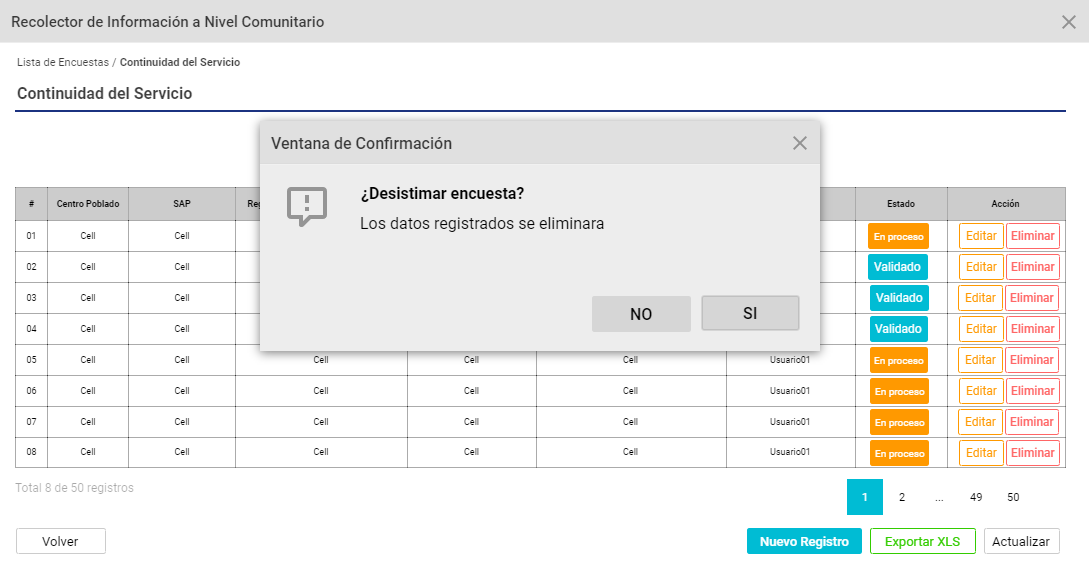 Recolector de Información a Nivel Comunitario
Lista de Encuestas / Continuidad del Servicio
Continuidad del Servicio
Ventana de Confirmación
¿Desistimar encuesta?
Los datos registrados se eliminara
NO SI
# Centro Poblado SAP Estado Acción
01 Cell Cell En proceso Editar Eliminar
02 Cell Cell Validado Editar Eliminar
03 Cell Cell Validado Editar Eliminar
04 Cell Cell Validado Editar Eliminar
05 Cell Cell Cell Cell Cell Usuario01 En proceso Editar Eliminar
06 Cell Cell Cell Cell Cell Usuario01 En proceso Editar Eliminar
07 Cell Cell Cell Cell Cell Usuario01 En proceso Editar Eliminar
08 Cell Cell Cell Cell Cell Usuario01 En proceso Editar Eliminar
Total 8 de 50 registros
1 2 ... 49 50
Volver Nuevo Registro Exportar XLS Actualizar